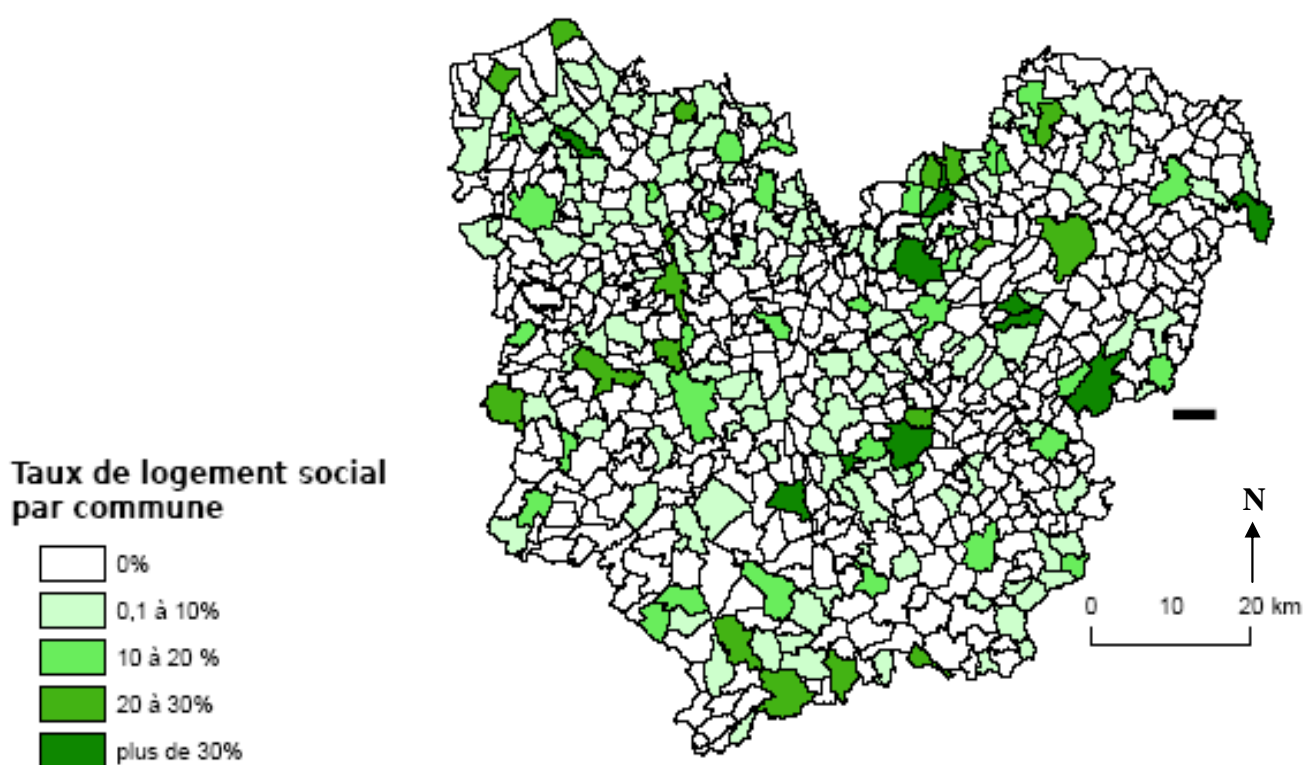 Taux de logement social
par commune
0%
0,1 à 10%
10 à 20 %
20 à 30%
plus de 30%
N
0 10 20 km